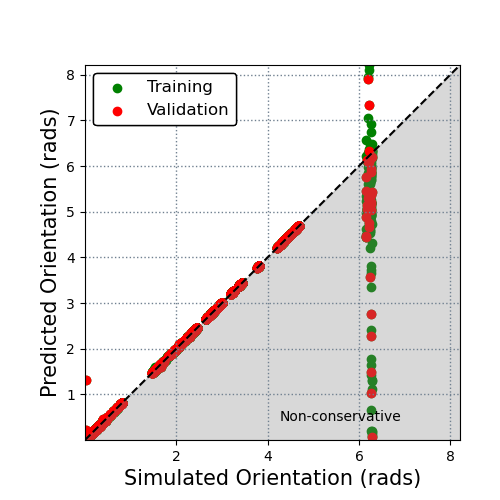 Training
Validation
8
7
6
5
4
3
2
1
Predicted Orientation (rads)
Non-conservative
2
4
6
8
Simulated Orientation (rads)